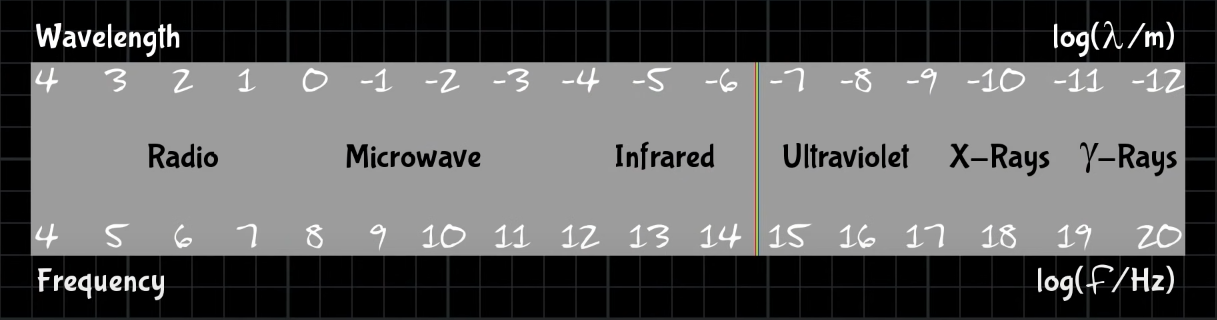 Wavelength log(λ/m)
4 3 2 1 0 -1 -2 -3 -4 -5 -6 -7 -8 -9 -10 -11 -12
Radio Microwave Infrared Ultraviolet X-Rays γ-Rays
4 5 6 7 8 9 10 11 12 13 14 15 16 17 18 19 20
Frequency log(f/Hz)